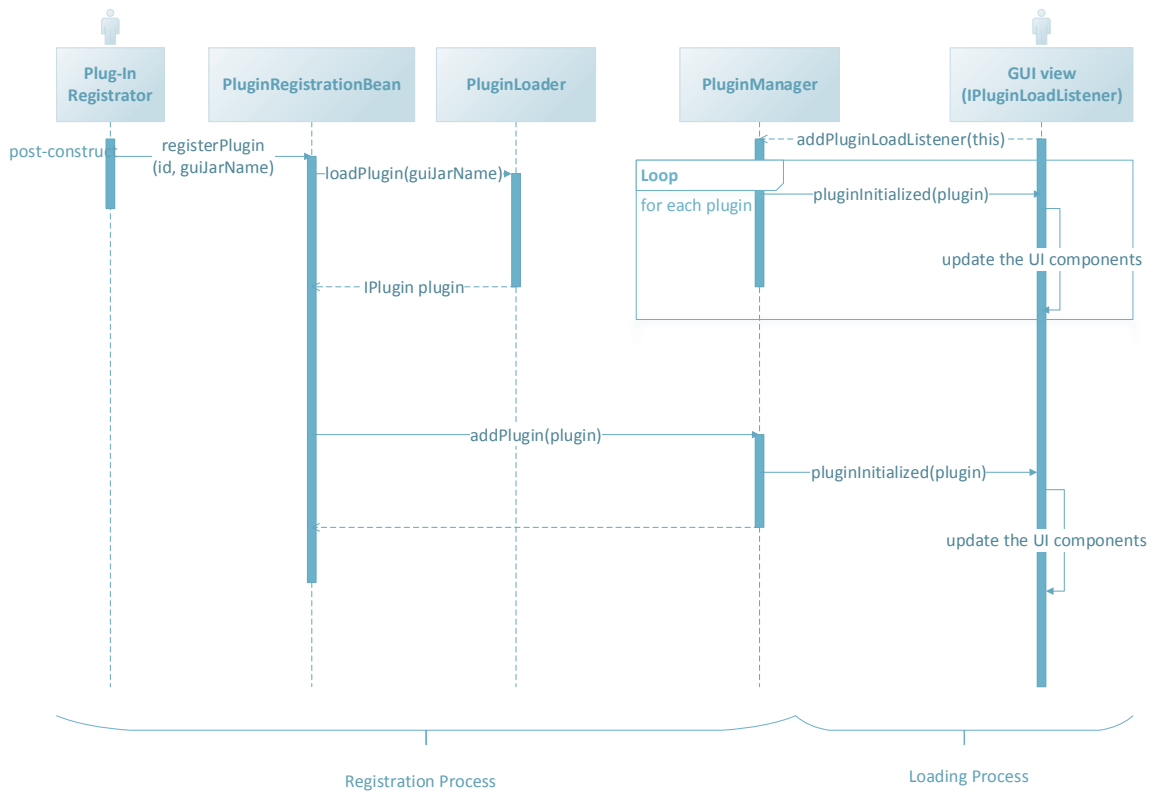 Plug-In
Registrator
PluginRegistrationBean
PluginLoader
PluginManager
GUI view
(IPluginLoadListener)
post-construct
registerPlugin
(id, guiJarName)
loadPlugin(guiJarName)
addPluginLoadListener(this)
Loop
for each plugin
pluginInitialized(plugin)
update the UI components
IPlugin plugin
addPlugin(plugin)
pluginInitialized(plugin)
update the UI components
Registration Process
Loading Process